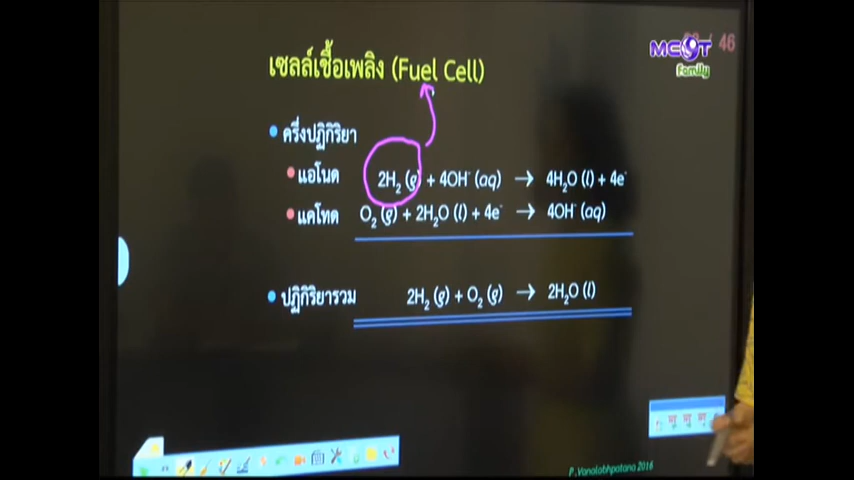 MCOT
family
46
เซลล์เชื้อเพลิง (Fuel Cell)
ครึ่งปฏิกิริยา
แอโนด 2H₂ (g) + 4OH⁻ (aq) → 4H₂O (l) + 4e⁻
แคโทด O₂ (g) + 2H₂O (l) + 4e⁻ → 4OH⁻ (aq)
ปฏิกิริยารวม 2H₂ (g) + O₂ (g) → 2H₂O (l)
P.Vanalabhpatana 2016